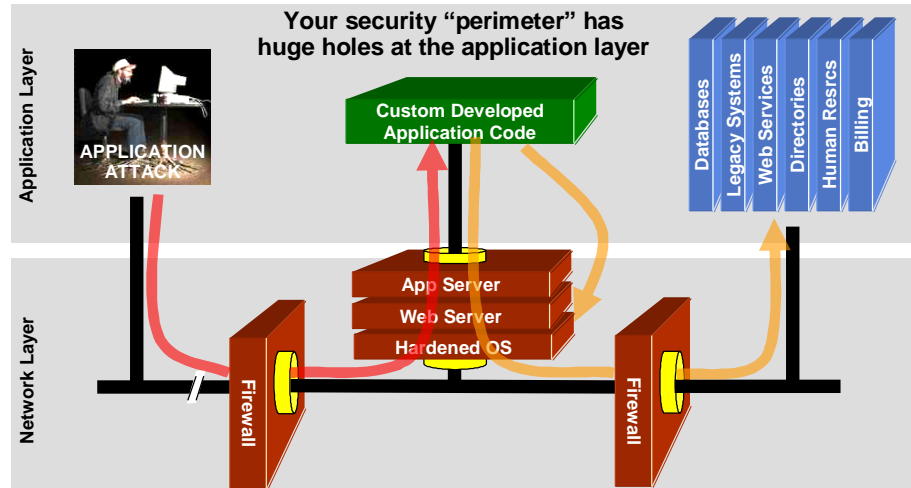 Your security “perimeter” has
huge holes at the application layer
Application Layer
APPLICATION
ATTACK
Custom Developed
Application Code
Databases
Legacy Systems
Web Services
Directories
Human Resrcs
Billing
Network Layer
App Server
Web Server
Hardened OS
Firewall
Firewall